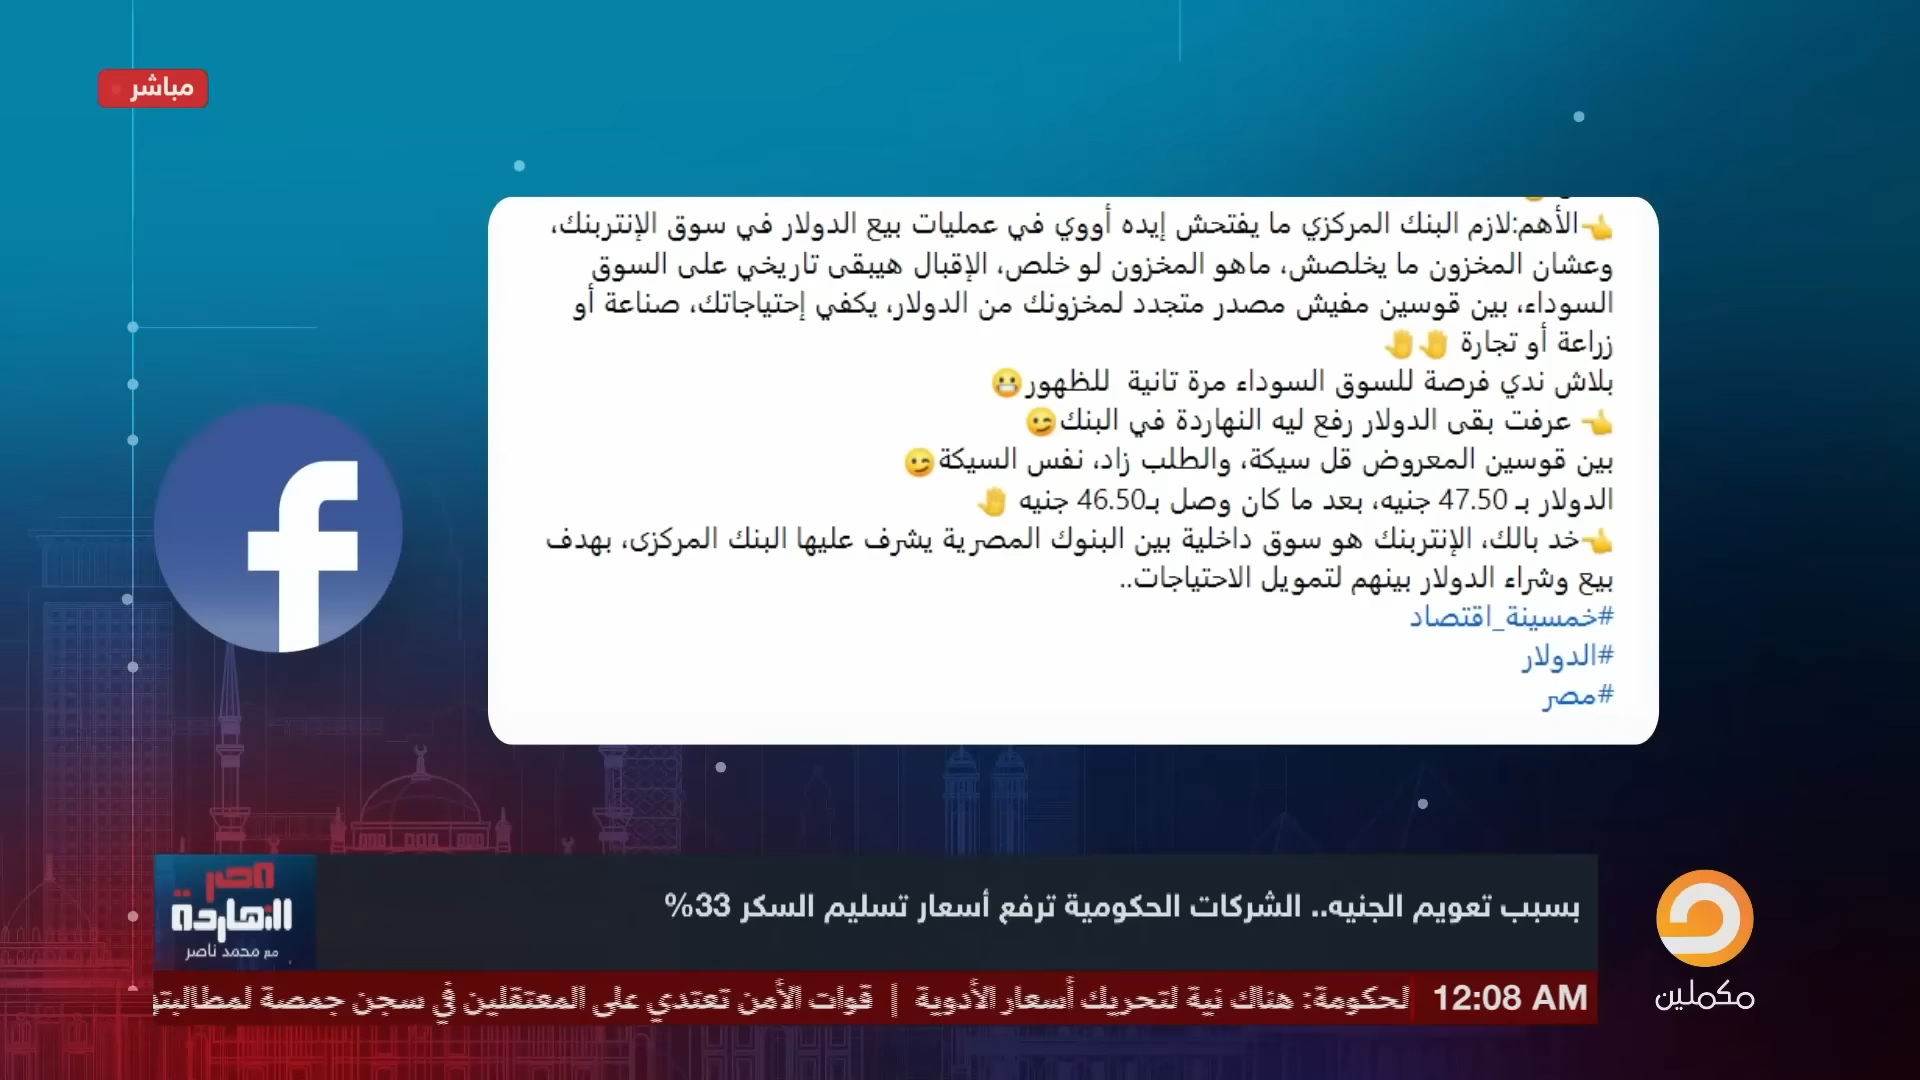 مباشر
👈الأهم:لازم البنك المركزي ما يفتحش إيده أووي في عمليات بيع الدولار في سوق الإنتربنك،
وعشان المخزون ما يخلصش، ماهو المخزون لو خلص، الإقبال هيبقى تاريخي على السوق
السوداء، بين قوسين مفيش مصدر متجدد لمخزونك من الدولار، يكفي إحتياجاتك، صناعة أو
زراعة أو تجارة 🤚🤚
بلاش ندي فرصة للسوق السوداء مرة تانية للظهور😬
👈 عرفت بقى الدولار رفع ليه النهاردة في البنك😉
بين قوسين المعروض قل سيكة، والطلب زاد، نفس السيكة😉
الدولار بـ 47.50 جنيه، بعد ما كان وصل بـ46.50 جنيه 🤚
👈خد بالك، الإنتربنك هو سوق داخلية بين البنوك المصرية يشرف عليها البنك المركزى، بهدف
بيع وشراء الدولار بينهم لتمويل الاحتياجات..
#خمسينة_اقتصاد
#الدولار
#مصر
بسبب تعويم الجنيه.. الشركات الحكومية ترفع أسعار تسليم السكر 33%
مصر
النهاردة
مع محمد ناصر
12:08 AM
لحكومة: هناك نية لتحريك أسعار الأدوية | قوات الأمن تعتدي على المعتقلين في سجن جمصة لمطالبتو
مكملين